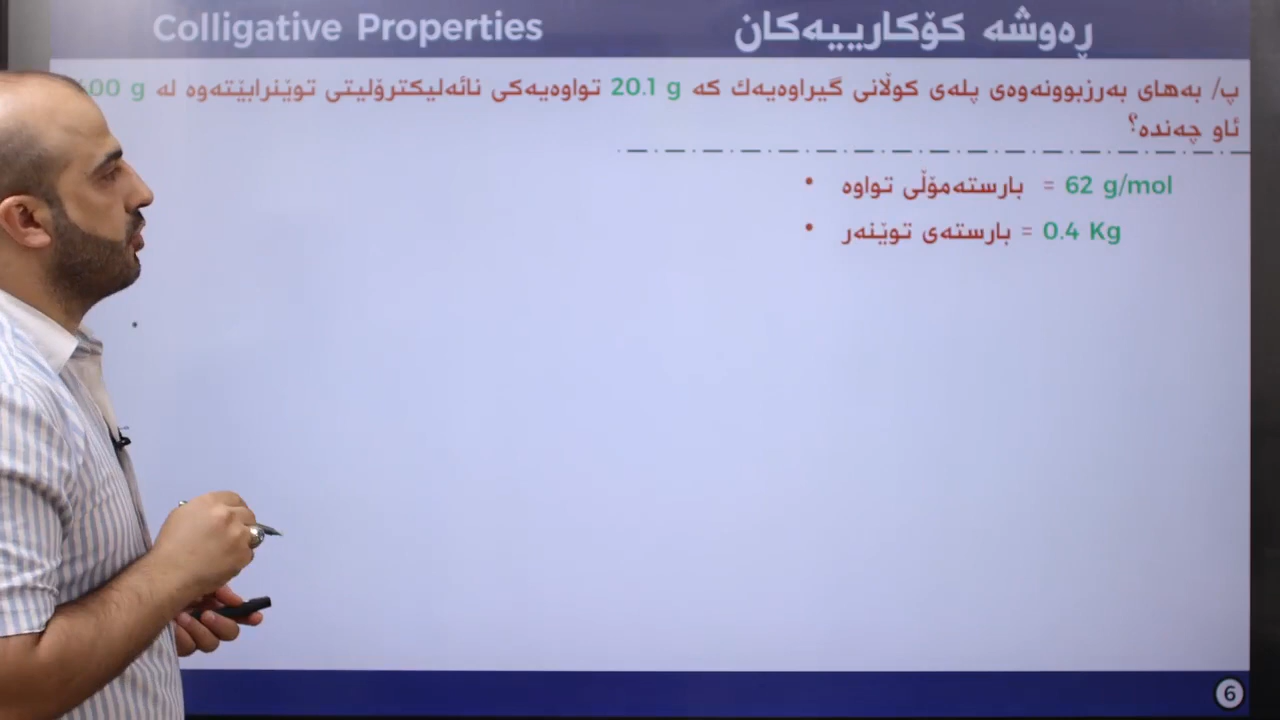 Colligative Properties ڕەوشە کۆکارییەکان
پ/ بەهای بەرزبوونەوەی پلەی کوڵانی گیراوەیەك کە 20.1 g تواوەیەکی نائەلیکترۆلیتی توێنرابێتەوە لە 400 g
ئاو چەندە؟
• بارستەمۆڵی تواوە = 62 g/mol
• بارستەی توێنەر = 0.4 Kg
6